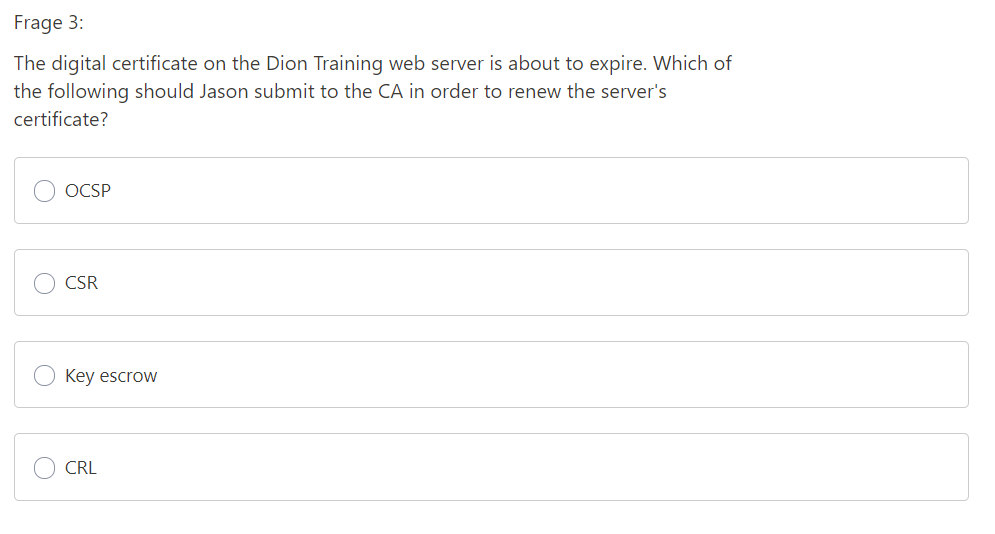 Frage 3:
The digital certificate on the Dion Training web server is about to expire. Which of
the following should Jason submit to the CA in order to renew the server's
certificate?
OCSP
CSR
Key escrow
CRL